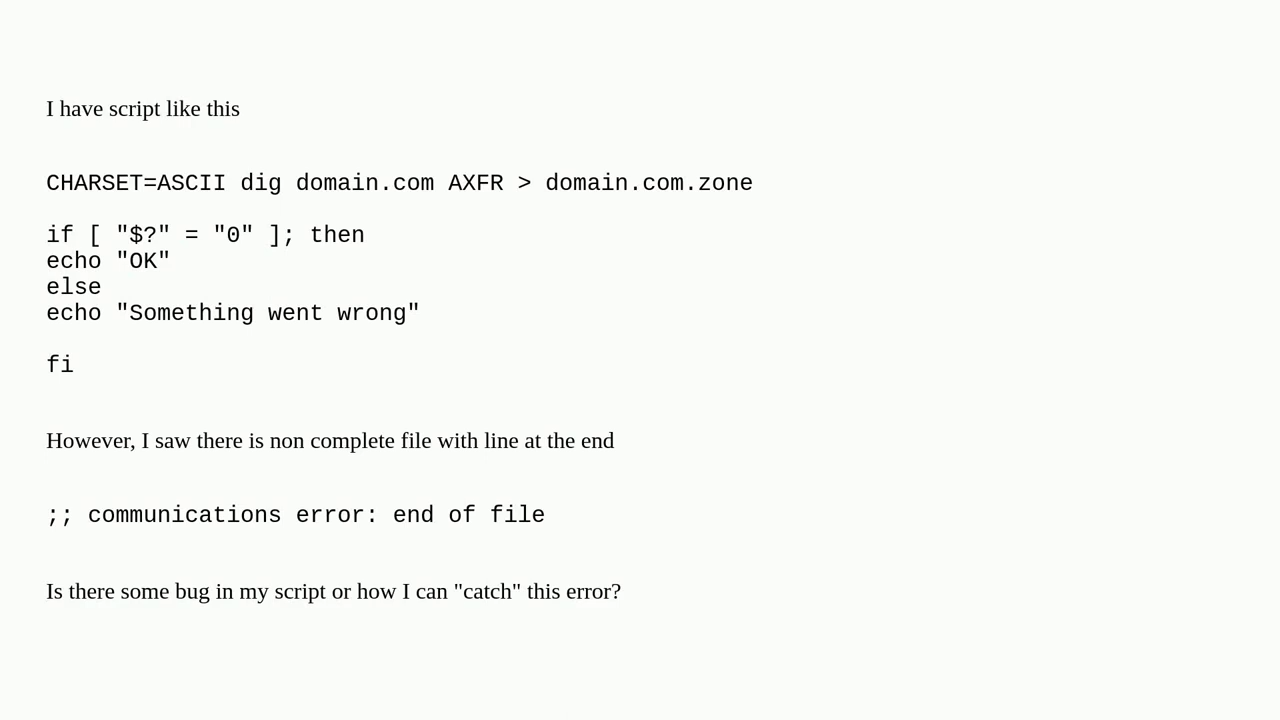 I have script like this
CHARSET=ASCII dig domain.com AXFR > domain.com.zone
if [ "$?" = "0" ]; then
echo "OK"
else
echo "Something went wrong"
fi
However, I saw there is non complete file with line at the end
;; communications error: end of file
Is there some bug in my script or how I can "catch" this error?